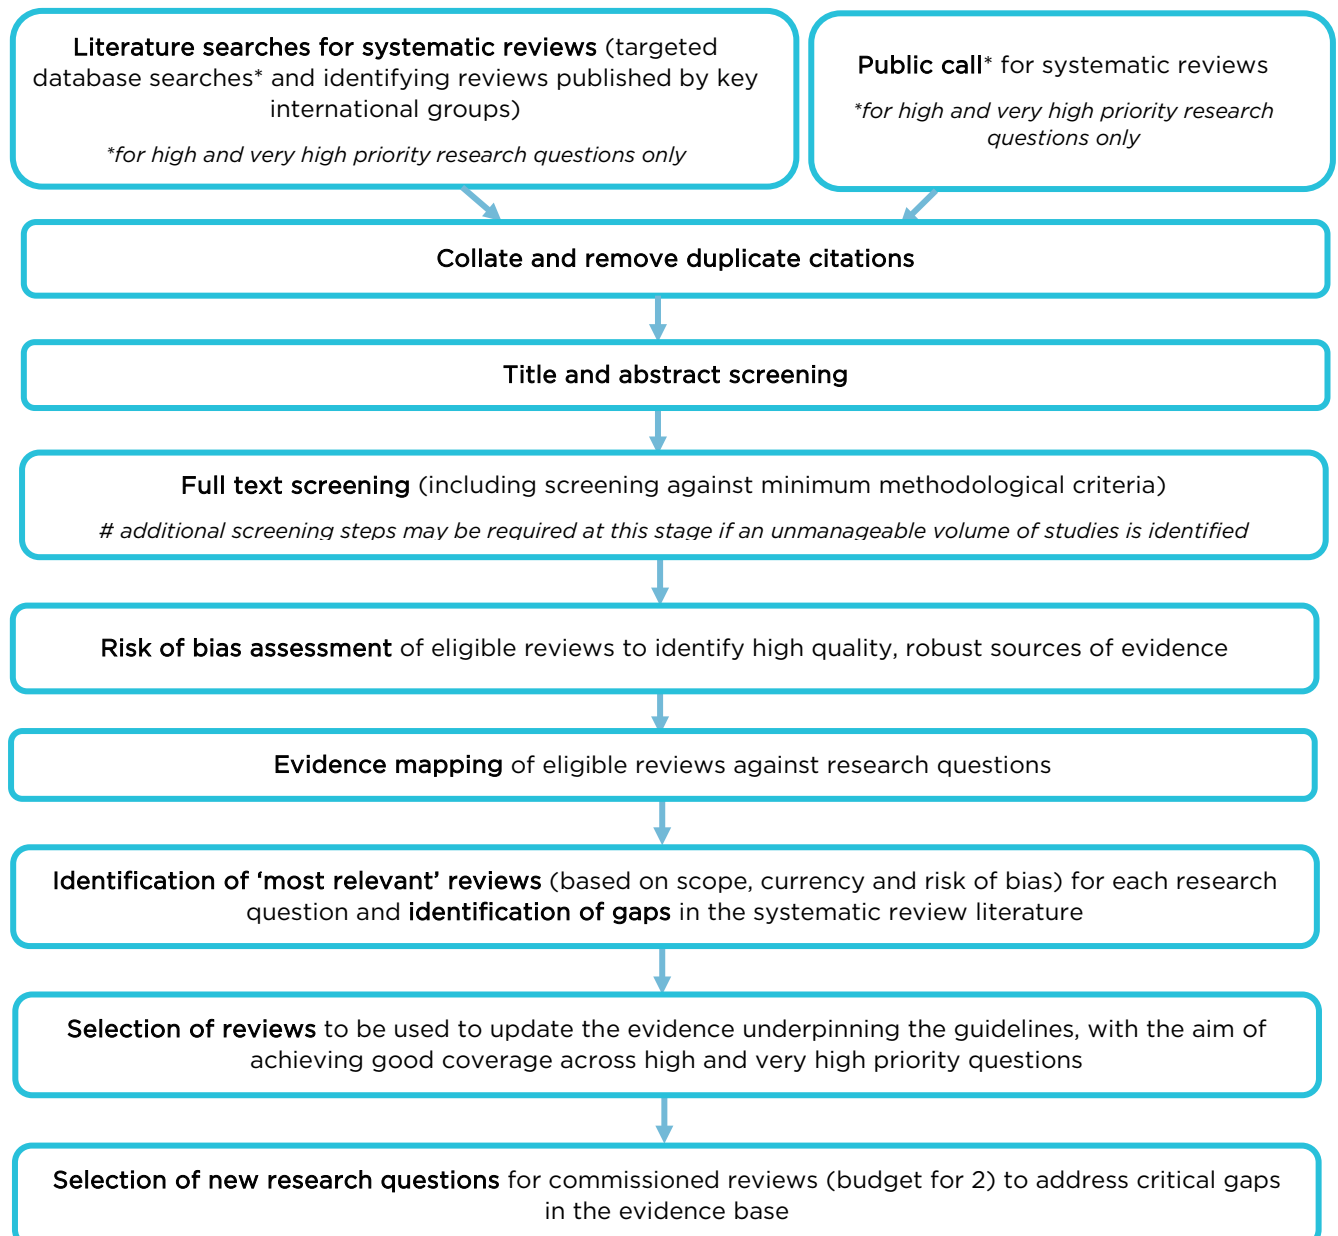 Literature searches for systematic reviews (targeted
database searches* and identifying reviews published by key
international groups)
*for high and very high priority research questions only
Public call* for systematic reviews
*for high and very high priority research
questions only
Collate and remove duplicate citations
Title and abstract screening
Full text screening (including screening against minimum methodological criteria)
# additional screening steps may be required at this stage if an unmanageable volume of studies is identified
Risk of bias assessment of eligible reviews to identify high quality, robust sources of evidence
Evidence mapping of eligible reviews against research questions
Identification of ‘most relevant’ reviews (based on scope, currency and risk of bias) for each research
question and identification of gaps in the systematic review literature
Selection of reviews to be used to update the evidence underpinning the guidelines, with the aim of
achieving good coverage across high and very high priority questions
Selection of new research questions for commissioned reviews (budget for 2) to address critical gaps
in the evidence base